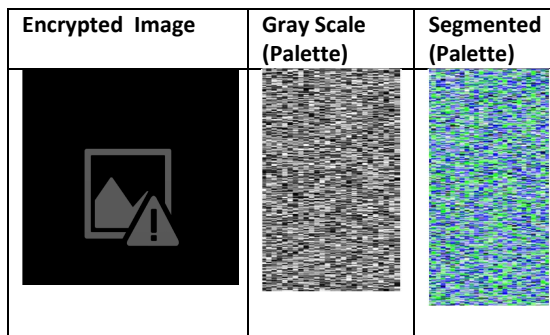 Encrypted Image
Gray Scale
(Palette)
Segmented
(Palette)